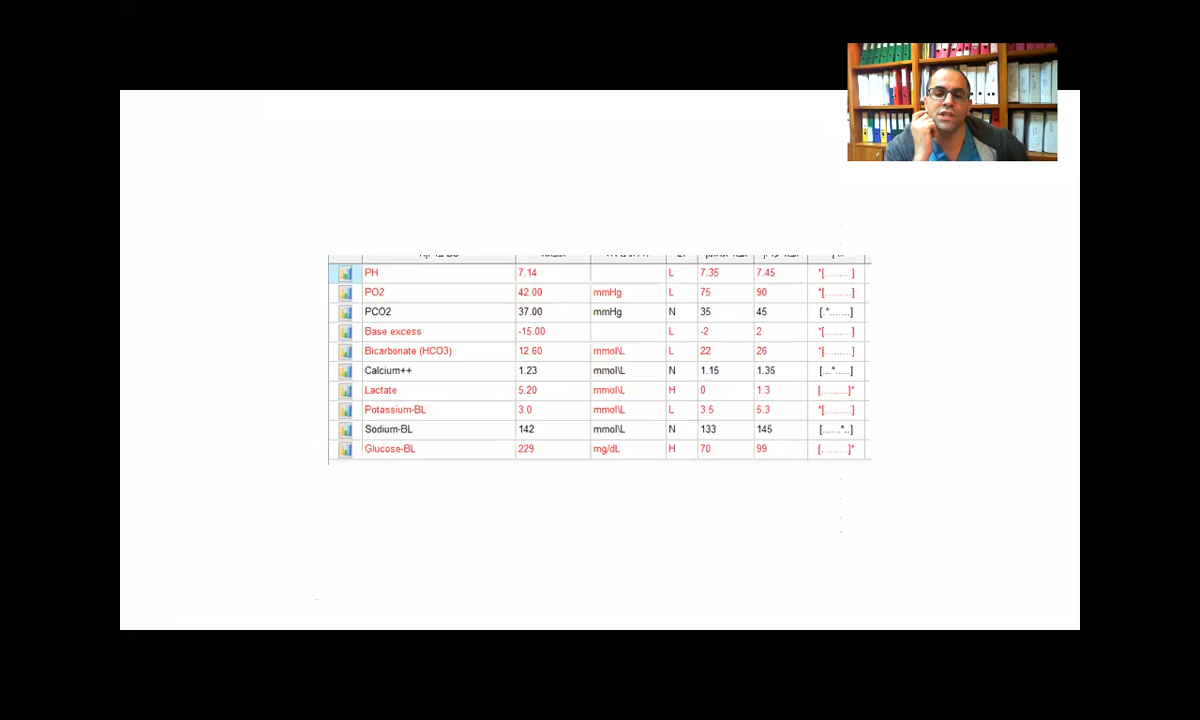 PH 7.14 L 7.35 7.45 *[.........]
PO2 42.00 mmHg L 75 90 *[.........]
PCO2 37.00 mmHg N 35 45 [.*.......]
Base excess -15.00 L -2 2 *[.........]
Bicarbonate (HCO3) 12.60 mmol\L L 22 26 *[.........]
Calcium++ 1.23 mmol\L N 1.15 1.35 [...*.....]
Lactate 5.20 mmol\L H 0 1.3 [.........]*
Potassium-BL 3.0 mmol\L L 3.5 5.3 *[.........]
Sodium-BL 142 mmol\L N 133 145 [......*..]
Glucose-BL 229 mg/dL H 70 99 [.........]*